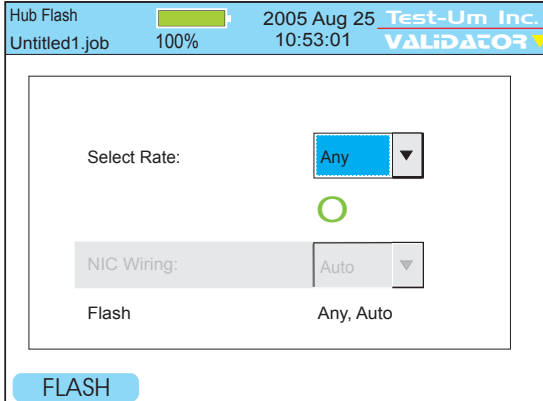 Hub Flash 2005 Aug 25 Test-Um Inc.
Untitled1.job 100% 10:53:01 VALiDATOR
Select Rate: Any
NIC Wiring: Auto
Flash Any, Auto
FLASH